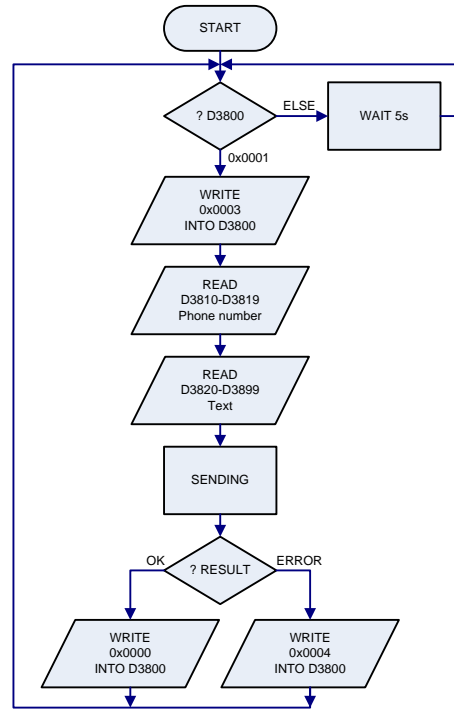 START
? D3800
ELSE
WAIT 5s
0x0001
WRITE
0x0003
INTO D3800
READ
D3810-D3819
Phone number
READ
D3820-D3899
Text
SENDING
OK
? RESULT
ERROR
WRITE
0x0000
INTO D3800
WRITE
0x0004
INTO D3800